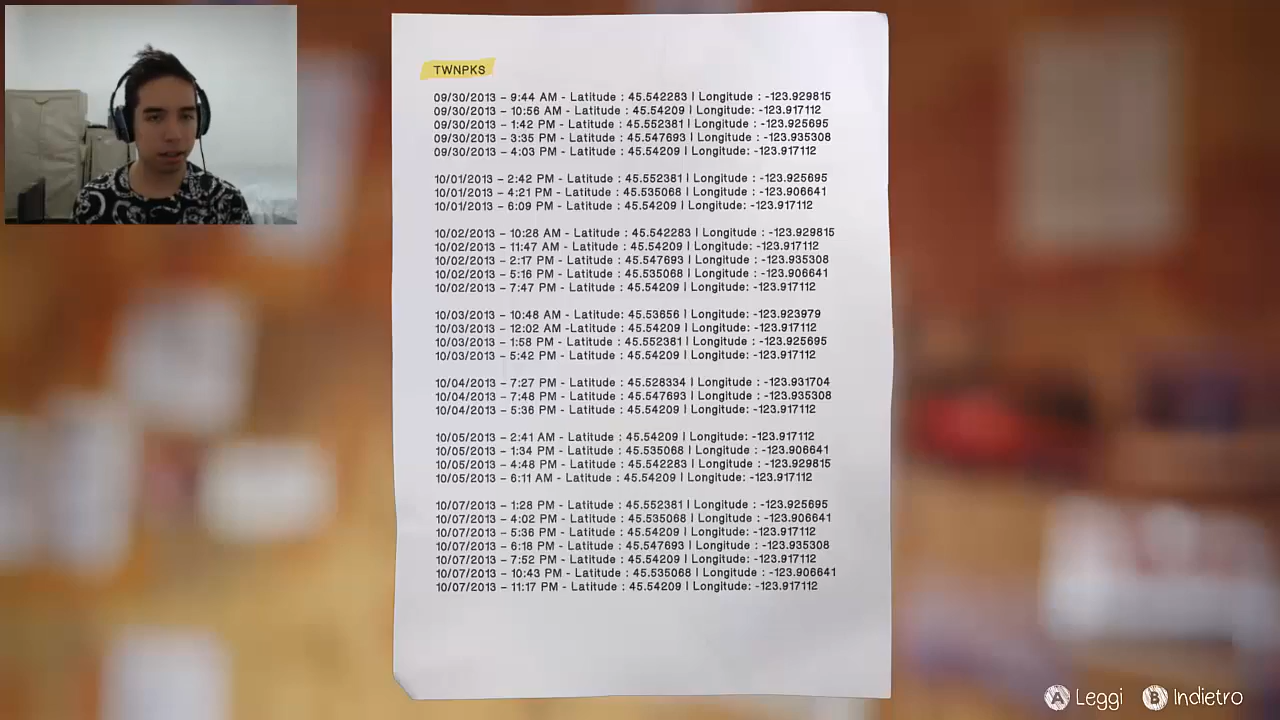 TWNPKS
09/30/2013 – 9:44 AM - Latitude : 45.542283 | Longitude : -123.929815
09/30/2013 – 10:56 AM - Latitude : 45.54209 | Longitude: -123.917112
09/30/2013 – 1:42 PM - Latitude : 45.552381 | Longitude : -123.925695
09/30/2013 – 3:35 PM - Latitude : 45.547693 | Longitude : -123.935308
09/30/2013 – 4:03 PM - Latitude : 45.54209 | Longitude: -123.917112
10/01/2013 – 2:42 PM - Latitude : 45.552381 | Longitude : -123.925695
10/01/2013 – 4:21 PM - Latitude : 45.535068 | Longitude : -123.906641
10/01/2013 – 6:09 PM - Latitude : 45.54209 | Longitude: -123.917112
10/02/2013 – 10:28 AM - Latitude : 45.542283 | Longitude : -123.929815
10/02/2013 – 11:47 AM - Latitude : 45.54209 | Longitude: -123.917112
10/02/2013 – 2:17 PM - Latitude : 45.547693 | Longitude : -123.935308
10/02/2013 – 5:16 PM - Latitude : 45.535068 | Longitude : -123.906641
10/02/2013 – 7:47 PM - Latitude : 45.54209 | Longitude: -123.917112
10/03/2013 – 10:48 AM - Latitude: 45.53656 | Longitude: -123.923979
10/03/2013 – 12:02 AM -Latitude : 45.54209 | Longitude: -123.917112
10/03/2013 – 1:58 PM - Latitude : 45.552381 | Longitude : -123.925695
10/03/2013 – 5:42 PM - Latitude : 45.54209 | Longitude: -123.917112
10/04/2013 – 7:27 PM - Latitude : 45.528334 | Longitude : -123.931704
10/04/2013 – 7:48 PM - Latitude : 45.547693 | Longitude : -123.935308
10/04/2013 – 5:36 PM - Latitude : 45.54209 | Longitude: -123.917112
10/05/2013 – 2:41 AM - Latitude : 45.54209 | Longitude: -123.917112
10/05/2013 – 1:34 PM - Latitude : 45.535068 | Longitude : -123.906641
10/05/2013 – 4:48 PM - Latitude : 45.542283 | Longitude : -123.929815
10/05/2013 – 6:11 AM - Latitude : 45.54209 | Longitude: -123.917112
10/07/2013 – 1:28 PM - Latitude : 45.552381 | Longitude : -123.925695
10/07/2013 – 4:02 PM - Latitude : 45.535068 | Longitude : -123.906641
10/07/2013 – 5:36 PM - Latitude : 45.54209 | Longitude: -123.917112
10/07/2013 – 6:18 PM - Latitude : 45.547693 | Longitude : -123.935308
10/07/2013 – 7:52 PM - Latitude : 45.54209 | Longitude: -123.917112
10/07/2013 – 10:43 PM - Latitude : 45.535068 | Longitude : -123.906641
10/07/2013 – 11:17 PM - Latitude : 45.54209 | Longitude: -123.917112
A Leggi B Indietro